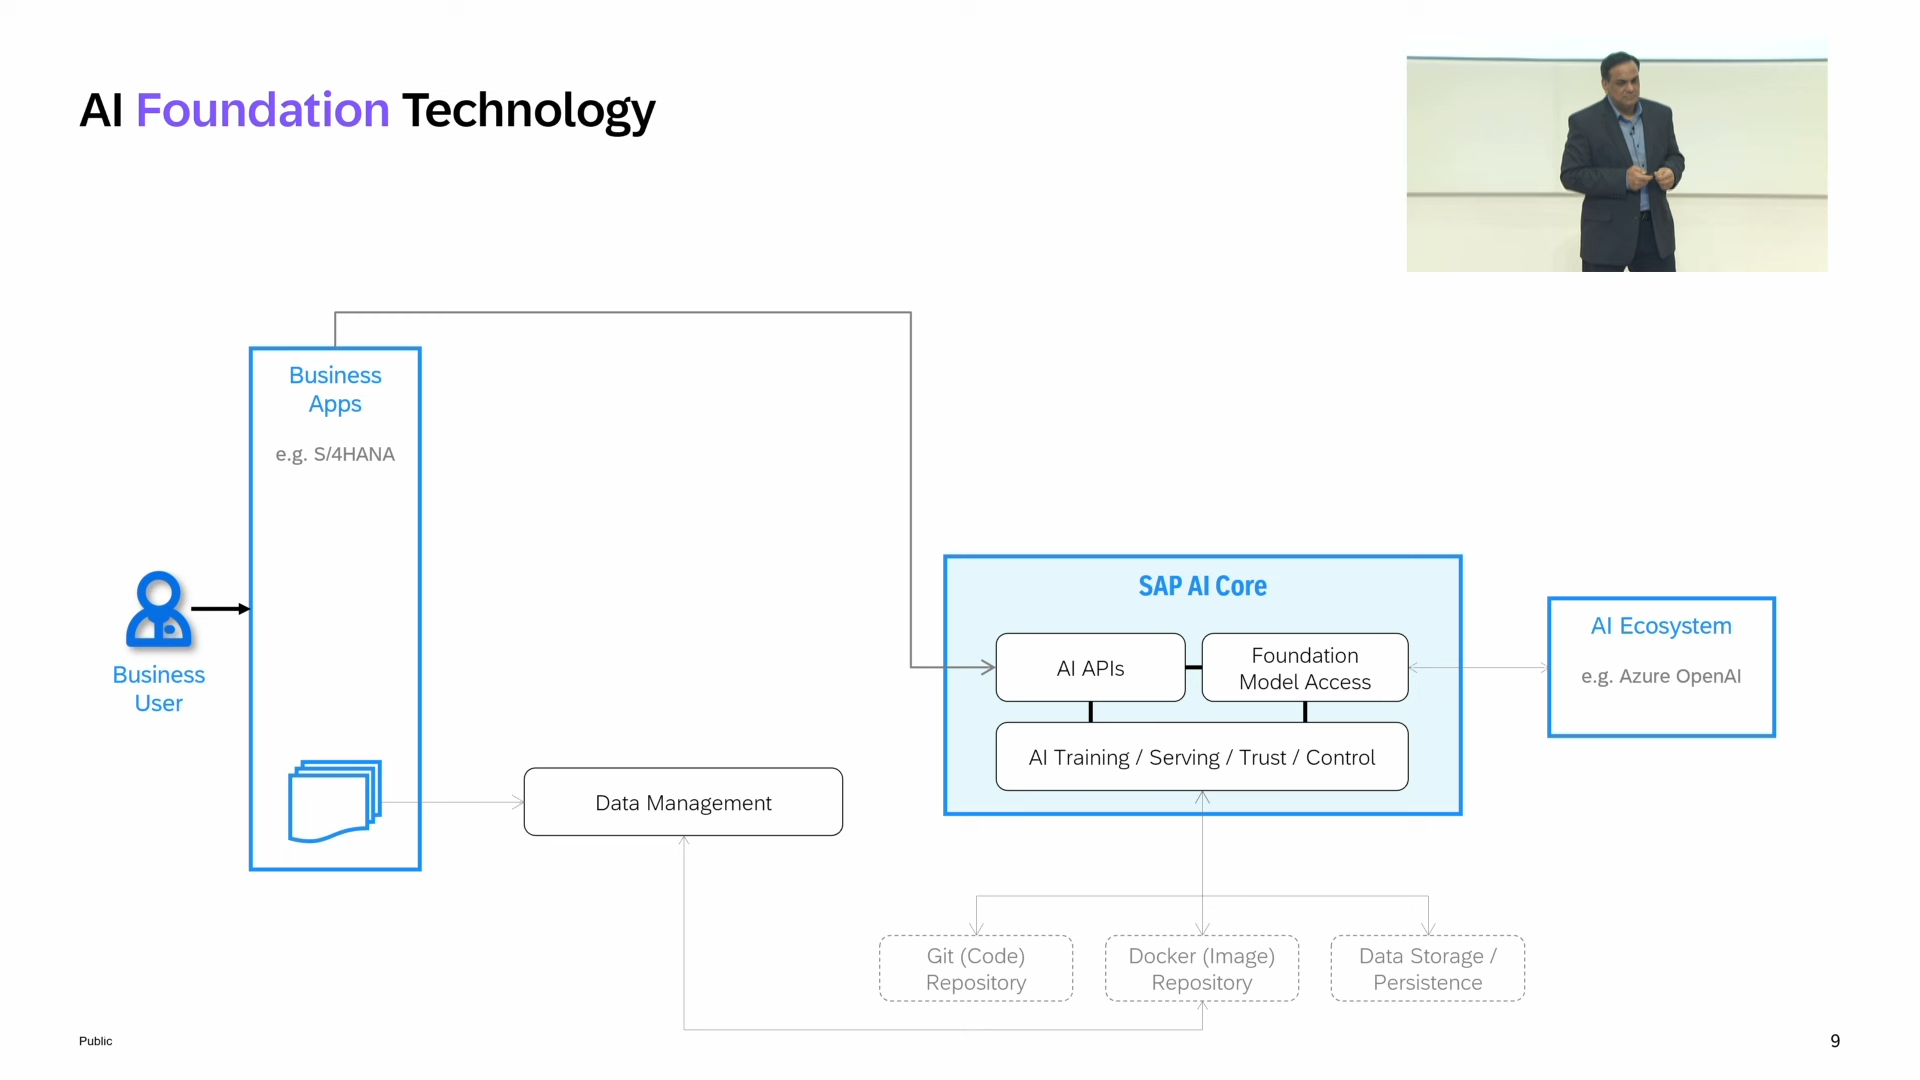 AI Foundation Technology
Business
Apps
e.g. S/4HANA
Business
User
Data Management
SAP AI Core
AI APIs
Foundation
Model Access
AI Training / Serving / Trust / Control
AI Ecosystem
e.g. Azure OpenAI
Git (Code)
Repository
Docker (Image)
Repository
Data Storage /
Persistence
Public
9